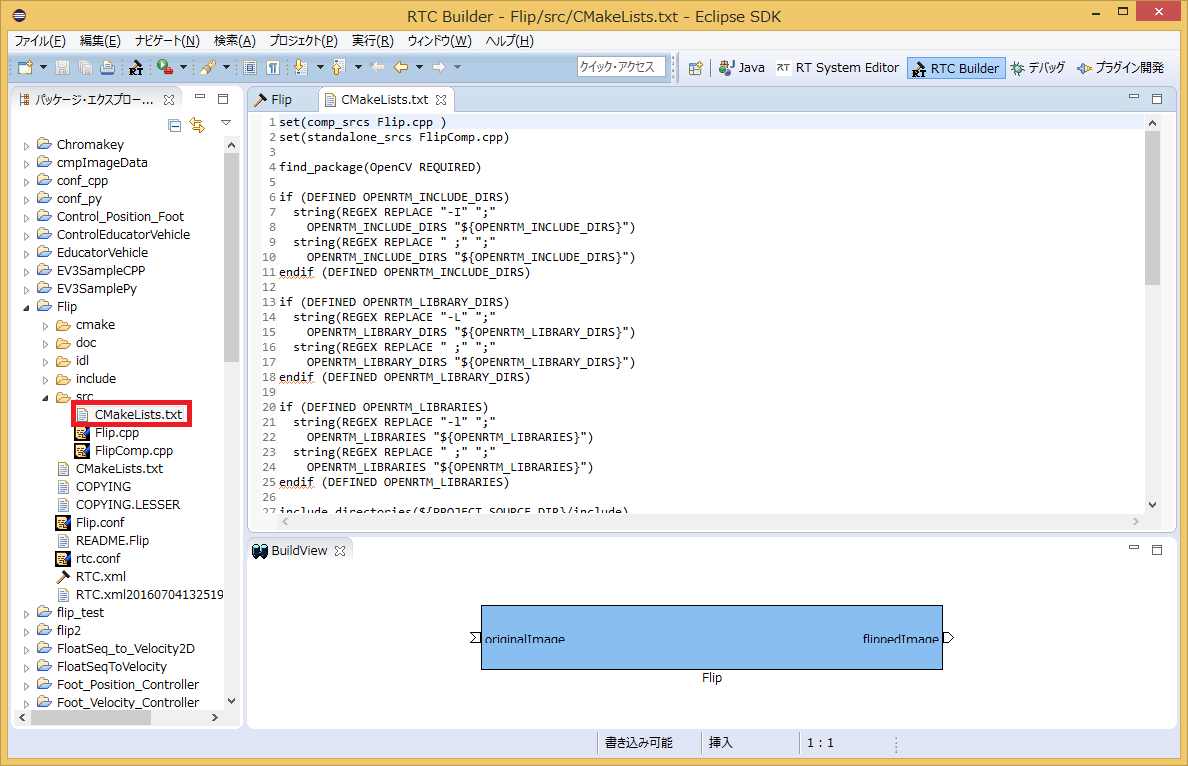 RTC Builder - Flip/src/CMakeLists.txt - Eclipse SDK
ファイル(F) 編集(E) ナビゲート(N) 検索(A) プロジェクト(P) 実行(R) ウィンドウ(W) ヘルプ(H)
クイック・アクセス Java RT RT System Editor RTC Builder デバッグ プラグイン開発
パッケージ・エクスプロー...
Chromakey
cmpImageData
conf_cpp
conf_py
Control_Position_Foot
ControlEducatorVehicle
EducatorVehicle
EV3SampleCPP
EV3SamplePy
Flip
cmake
doc
idl
include
src
CMakeLists.txt
Flip.cpp
FlipComp.cpp
CMakeLists.txt
COPYING
COPYING.LESSER
Flip.conf
README.Flip
rtc.conf
RTC.xml
RTC.xml20160704132519
flip_test
flip2
FloatSeq_to_Velocity2D
FloatSeqToVelocity
Foot_Position_Controller
Foot_Velocity_Controller
Flip CMakeLists.txt
1 set(comp_srcs Flip.cpp )
2 set(standalone_srcs FlipComp.cpp)
3
4 find_package(OpenCV REQUIRED)
5
6 if (DEFINED OPENRTM_INCLUDE_DIRS)
7   string(REGEX REPLACE "-I" ";"
8     OPENRTM_INCLUDE_DIRS "${OPENRTM_INCLUDE_DIRS}")
9   string(REGEX REPLACE " ;" ";"
10     OPENRTM_INCLUDE_DIRS "${OPENRTM_INCLUDE_DIRS}")
11 endif (DEFINED OPENRTM_INCLUDE_DIRS)
12
13 if (DEFINED OPENRTM_LIBRARY_DIRS)
14   string(REGEX REPLACE "-L" ";"
15     OPENRTM_LIBRARY_DIRS "${OPENRTM_LIBRARY_DIRS}")
16   string(REGEX REPLACE " ;" ";"
17     OPENRTM_LIBRARY_DIRS "${OPENRTM_LIBRARY_DIRS}")
18 endif (DEFINED OPENRTM_LIBRARY_DIRS)
19
20 if (DEFINED OPENRTM_LIBRARIES)
21   string(REGEX REPLACE "-l" ";"
22     OPENRTM_LIBRARIES "${OPENRTM_LIBRARIES}")
23   string(REGEX REPLACE " ;" ";"
24     OPENRTM_LIBRARIES "${OPENRTM_LIBRARIES}")
25 endif (DEFINED OPENRTM_LIBRARIES)
26
27 include_directories(${PROJECT_SOURCE_DIR}/include)
BuildView
originalImage flippedImage
Flip
書き込み可能 挿入 1 : 1